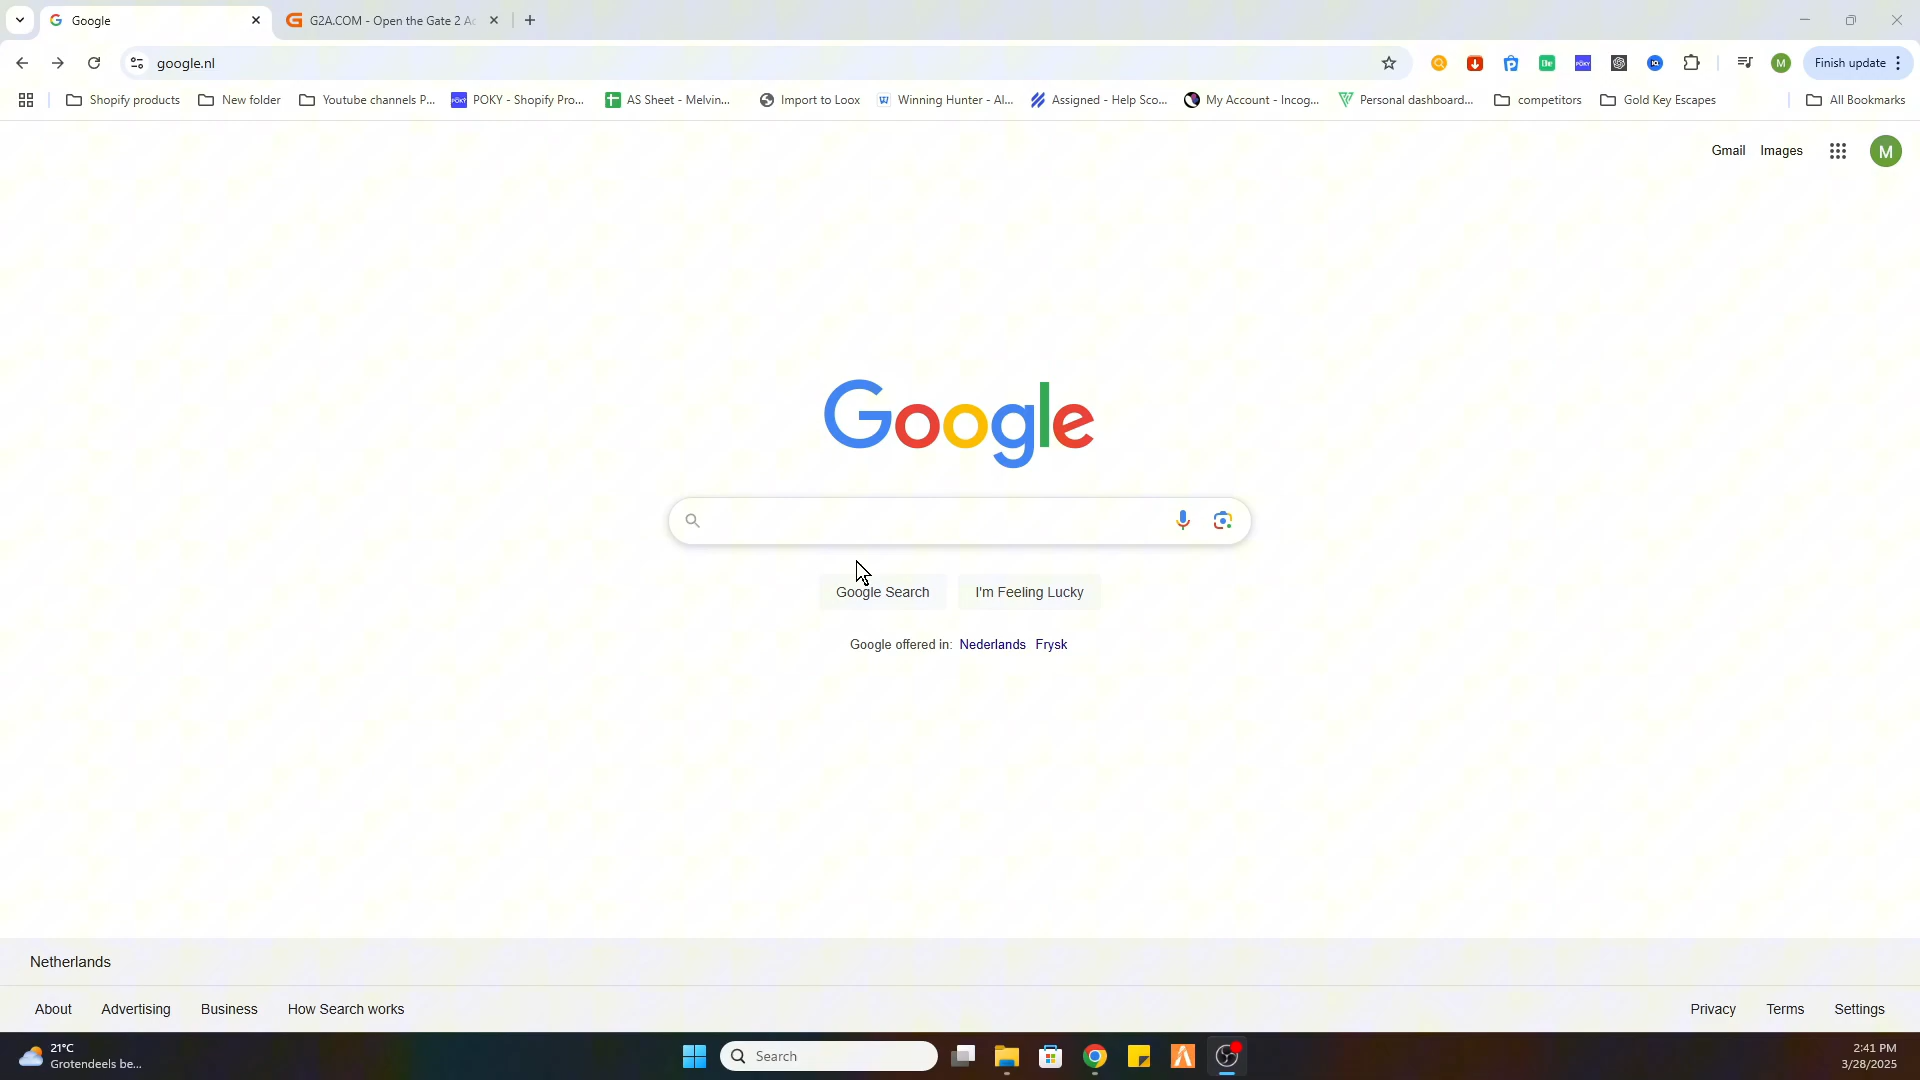 Google
G2A.COM - Open the Gate 2 Ac
google.nl
Finish update
Shopify products
New folder
Youtube channels P...
POKY - Shopify Pro...
AS Sheet - Melvin...
Import to Loox
Winning Hunter - AI...
Assigned - Help Sco...
My Account - Incog...
Personal dashboard...
competitors
Gold Key Escapes
All Bookmarks
Gmail
Images
M
Google
Google Search
I'm Feeling Lucky
Google offered in: Nederlands Frysk
Netherlands
About
Advertising
Business
How Search works
Privacy
Terms
Settings
21°C
Grotendeels be...
Search
2:41 PM
3/28/2025